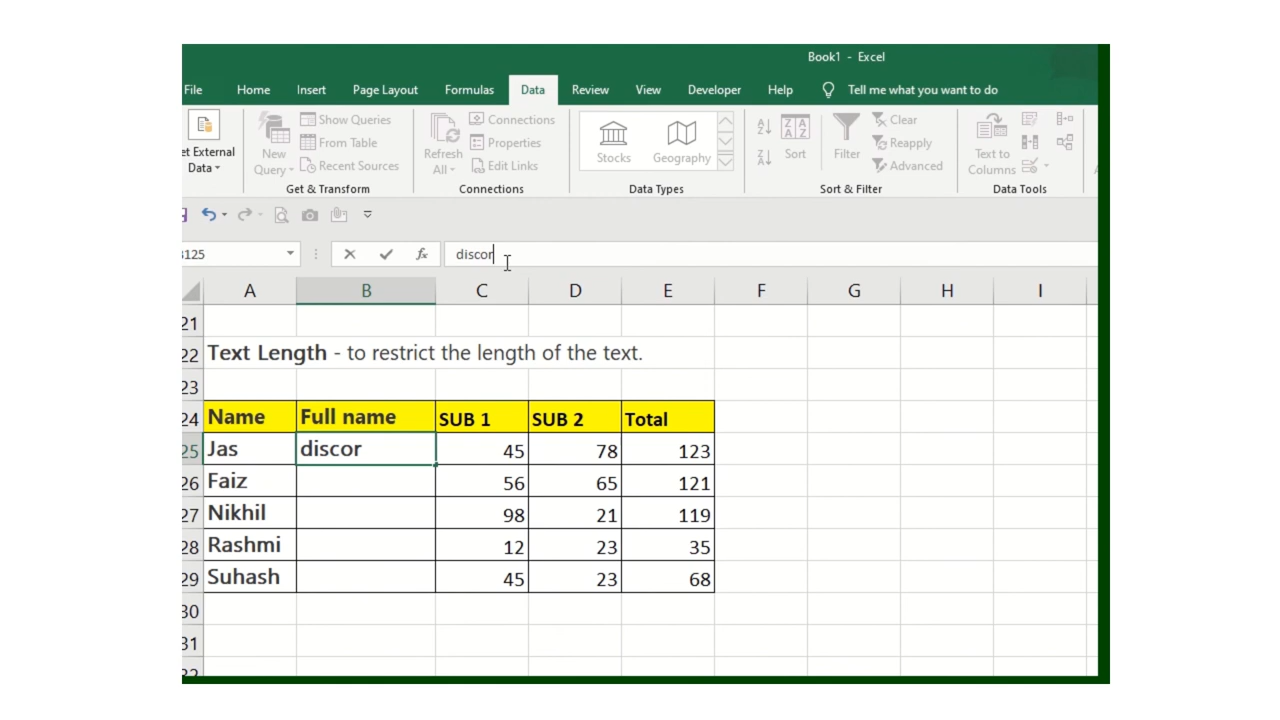 Book1 - Excel
File Home Insert Page Layout Formulas Data Review View Developer Help Tell me what you want to do
et External Data
New Query
Show Queries
From Table
Recent Sources
Get & Transform
Refresh All
Connections
Properties
Edit Links
Connections
Stocks Geography
Data Types
Sort
Filter
Clear
Reapply
Advanced
Sort & Filter
Text to Columns
Data Tools
125 fx discor
A B C D E F G H I
21
22 Text Length - to restrict the length of the text.
23
24 Name Full name SUB 1 SUB 2 Total
25 Jas discor 45 78 123
26 Faiz 56 65 121
27 Nikhil 98 21 119
28 Rashmi 12 23 35
29 Suhash 45 23 68
30
31